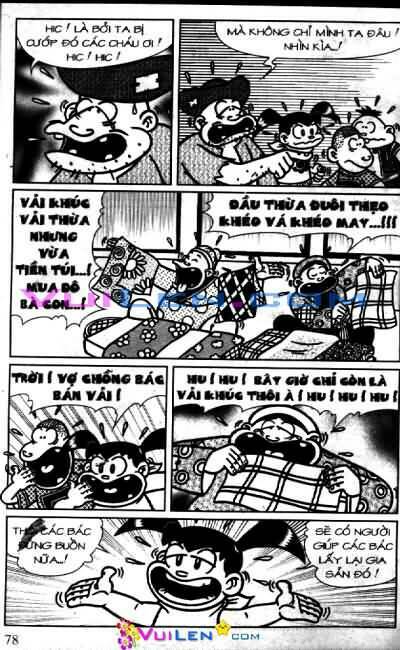 HIC! LÀ BỞI TA BỊ
CƯỚP ĐÓ CÁC CHÁU ƠI!
HIC! HIC!
MÀ KHÔNG CHỈ MÌNH TA ĐÂU!
NHÌN KÌA...!
VẢI KHÚC
VẢI THỪA
NHƯNG
VỪA
TIỀN TÚI...!
MUA ĐÔ
BÀ CON...!
ĐẦU THỪA ĐUÔI THẸO
KHÉO VÁ KHÉO MAY...!!!
VUILEN.COM
TRỜI! VỢ CHỒNG BÁC
BÁN VẢI!
HU! HU! BÂY GIỜ CHỈ CÒN LÀ
VẢI KHÚC THÔI À! HU! HU! HU!
CÁC BÁC
ĐỪNG BUỒN
NỮA...!
SẼ CÓ NGƯỜI
GIÚP CÁC BÁC
LẤY LẠI GIA
SẢN ĐÓ!
78
VUILEN.COM